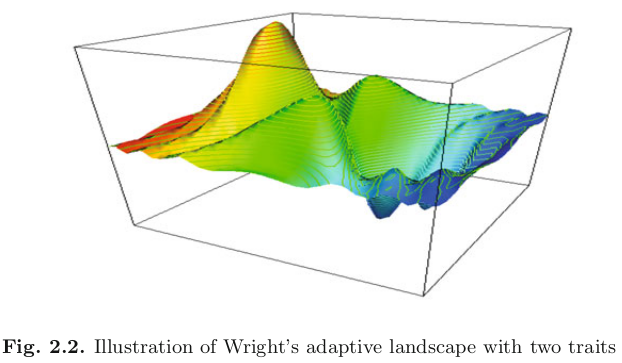 Fig. 2.2. Illustration of Wright's adaptive landscape with two traits